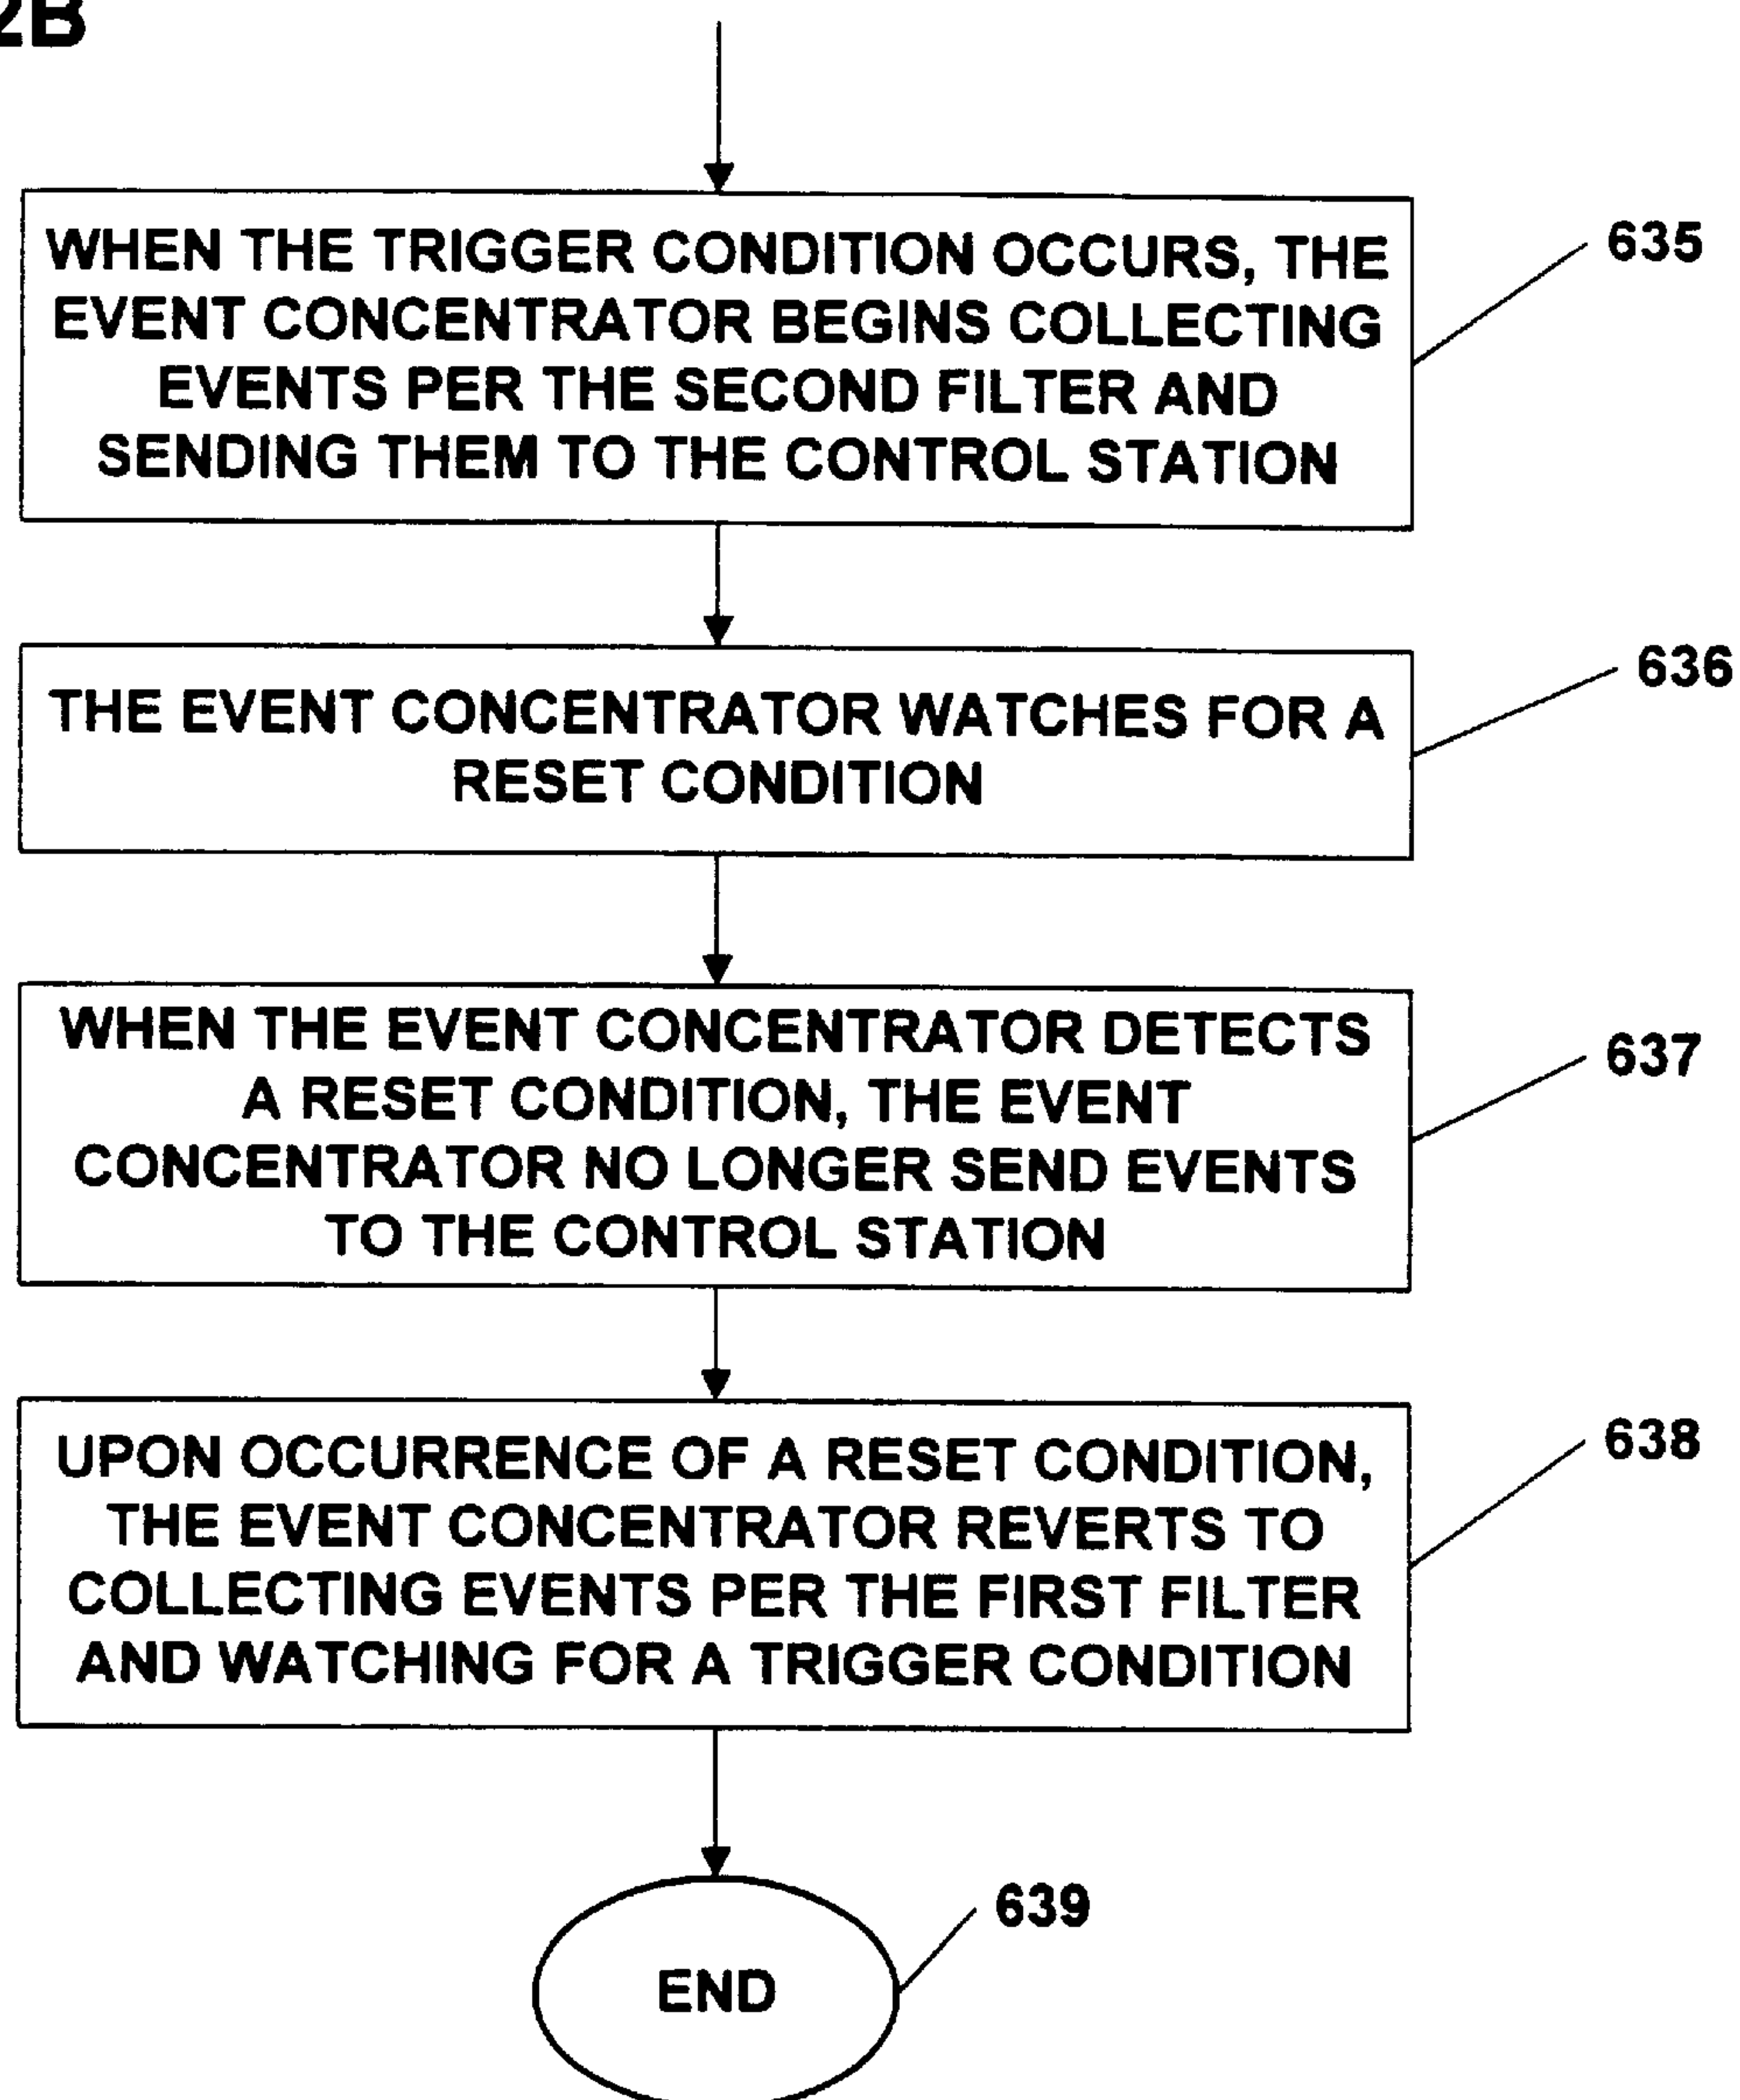 2B
WHEN THE TRIGGER CONDITION OCCURS, THE
EVENT CONCENTRATOR BEGINS COLLECTING
EVENTS PER THE SECOND FILTER AND
SENDING THEM TO THE CONTROL STATION
635
THE EVENT CONCENTRATOR WATCHES FOR A
RESET CONDITION
636
WHEN THE EVENT CONCENTRATOR DETECTS
A RESET CONDITION, THE EVENT
CONCENTRATOR NO LONGER SEND EVENTS
TO THE CONTROL STATION
637
UPON OCCURRENCE OF A RESET CONDITION,
THE EVENT CONCENTRATOR REVERTS TO
COLLECTING EVENTS PER THE FIRST FILTER
AND WATCHING FOR A TRIGGER CONDITION
638
END
639